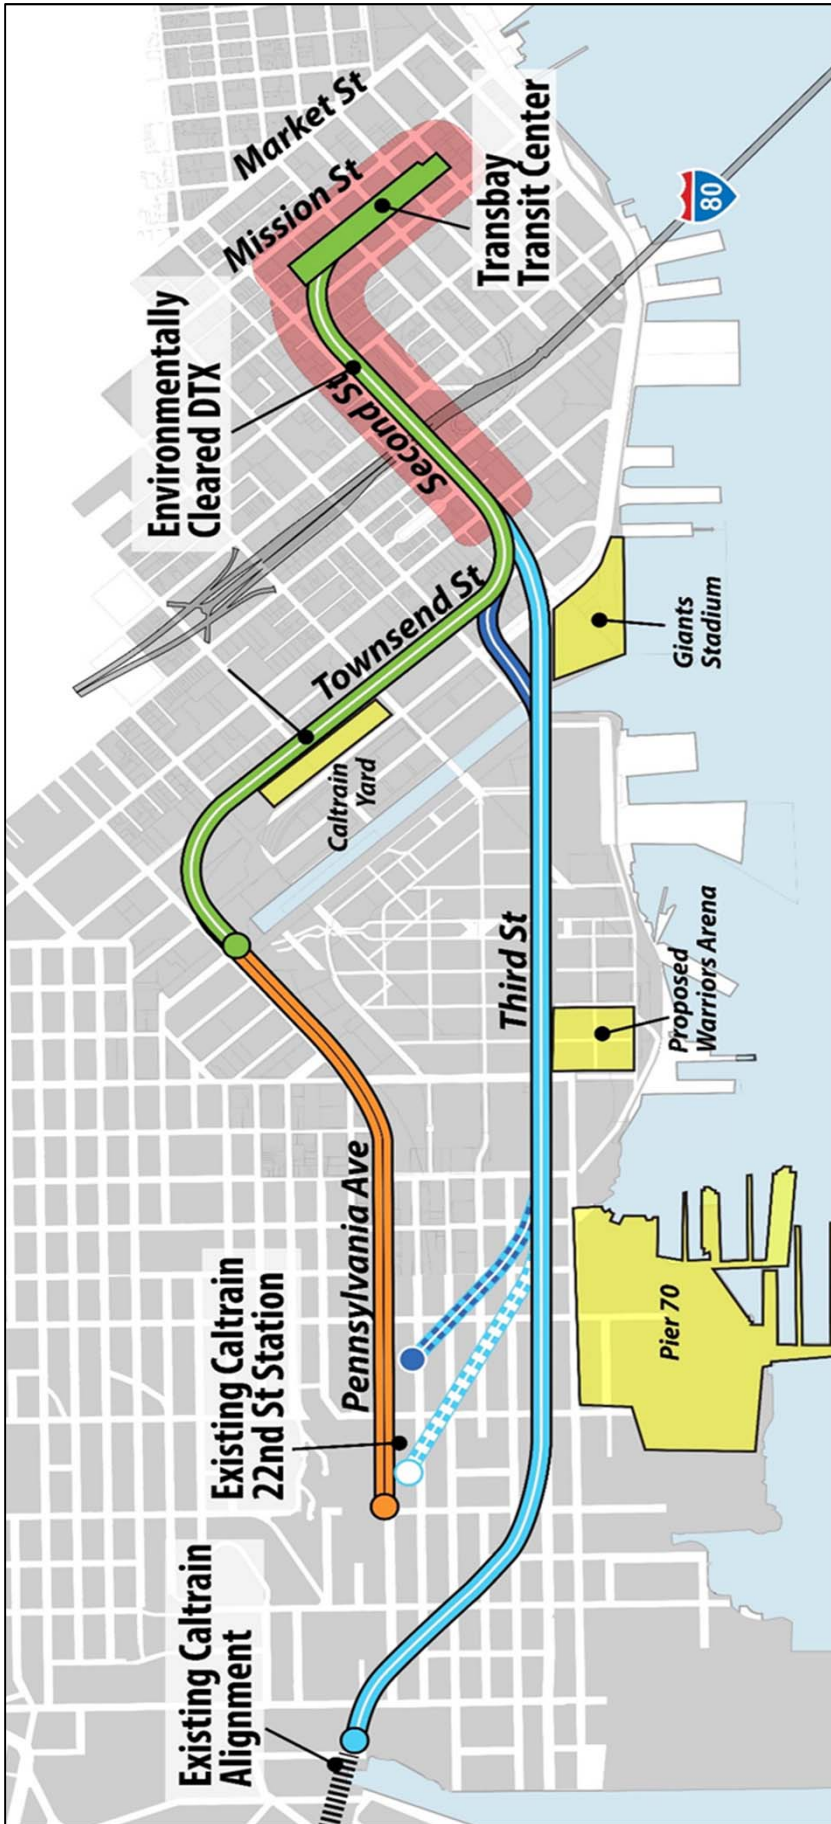 Market St
Mission St
Transbay
Transit Center
80
Environmentally
Cleared DTX
Second St
Townsend St
Giants
Stadium
Caltrain
Yard
Third St
Proposed
Warriors Arena
Pennsylvania Ave
Existing Caltrain
22nd St Station
Pier 70
Existing Caltrain
Alignment